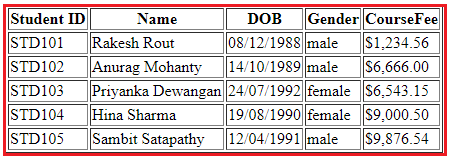 Student ID Name DOB Gender CourseFee
STD101 Rakesh Rout 08/12/1988 male $1,234.56
STD102 Anurag Mohanty 14/10/1989 male $6,666.00
STD103 Priyanka Dewangan 24/07/1992 female $6,543.15
STD104 Hina Sharma 19/08/1990 female $9,000.50
STD105 Sambit Satapathy 12/04/1991 male $9,876.54